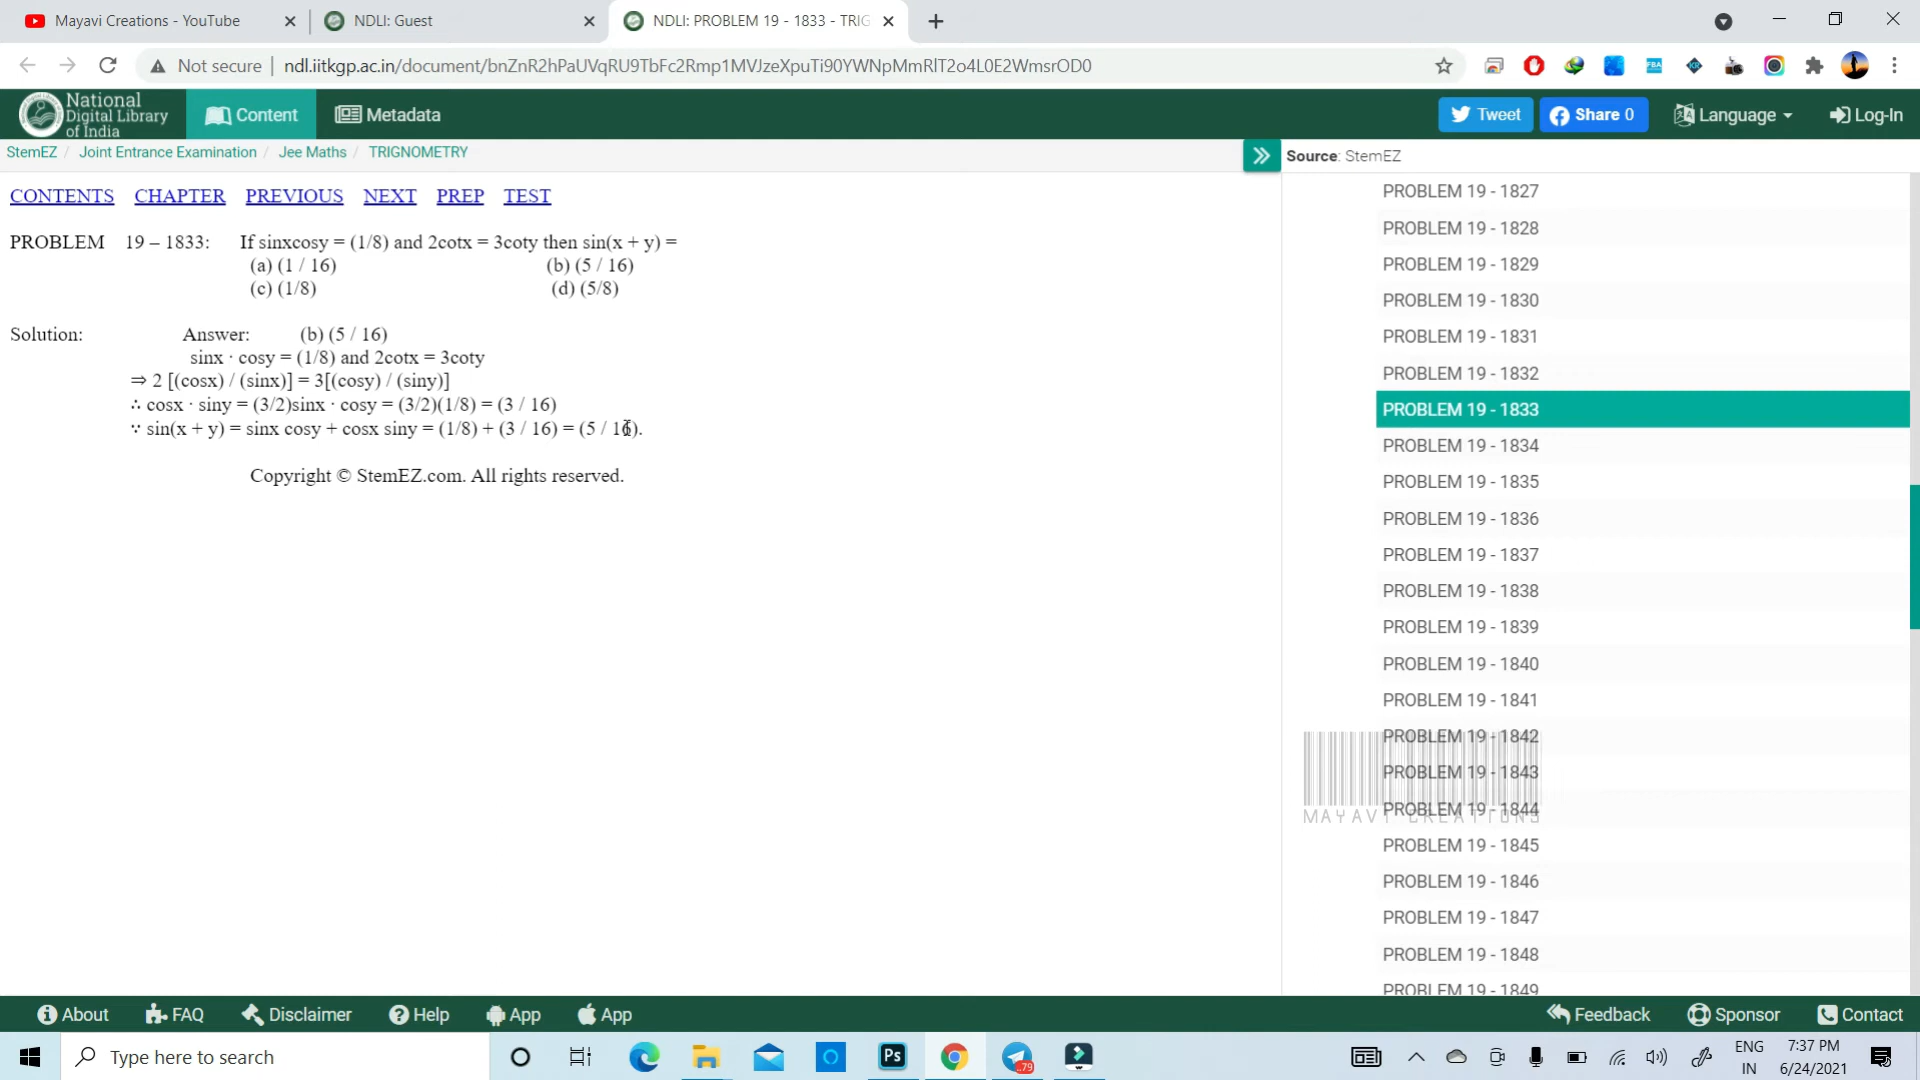 Mayavi Creations - YouTube
NDLI: Guest
NDLI: PROBLEM 19 - 1833 - TRIG
Not secure
ndl.iitkgp.ac.in/document/bnZnR2hPaUVqRU9TbFc2Rmp1MVJzeXpuTi90YWNpMmRlT2o4L0E2WmsrOD0
National
Digital Library
of India
Content
Metadata
Tweet
Share 0
Language
Log-In
StemEZ / Joint Entrance Examination / Jee Maths / TRIGNOMETRY
Source: StemEZ
CONTENTS CHAPTER PREVIOUS NEXT PREP TEST
PROBLEM 19 – 1833: If sinxcosy = (1/8) and 2cotx = 3coty then sin(x + y) =
(a) (1 / 16) (b) (5 / 16)
(c) (1/8) (d) (5/8)
Solution: Answer: (b) (5 / 16)
sinx · cosy = (1/8) and 2cotx = 3coty
⇒ 2 [(cosx) / (sinx)] = 3[(cosy) / (siny)]
∴ cosx · siny = (3/2)sinx · cosy = (3/2)(1/8) = (3 / 16)
∵ sin(x + y) = sinx cosy + cosx siny = (1/8) + (3 / 16) = (5 / 16).
Copyright © StemEZ.com. All rights reserved.
PROBLEM 19 - 1827
PROBLEM 19 - 1828
PROBLEM 19 - 1829
PROBLEM 19 - 1830
PROBLEM 19 - 1831
PROBLEM 19 - 1832
PROBLEM 19 - 1833
PROBLEM 19 - 1834
PROBLEM 19 - 1835
PROBLEM 19 - 1836
PROBLEM 19 - 1837
PROBLEM 19 - 1838
PROBLEM 19 - 1839
PROBLEM 19 - 1840
PROBLEM 19 - 1841
PROBLEM 19 - 1842
PROBLEM 19 - 1843
PROBLEM 19 - 1844
MAYAVI CREATIONS
PROBLEM 19 - 1845
PROBLEM 19 - 1846
PROBLEM 19 - 1847
PROBLEM 19 - 1848
PROBLEM 19 - 1849
About
FAQ
Disclaimer
Help
App
App
Feedback
Sponsor
Contact
Type here to search
Ps
79
ENG
IN
7:37 PM
6/24/2021